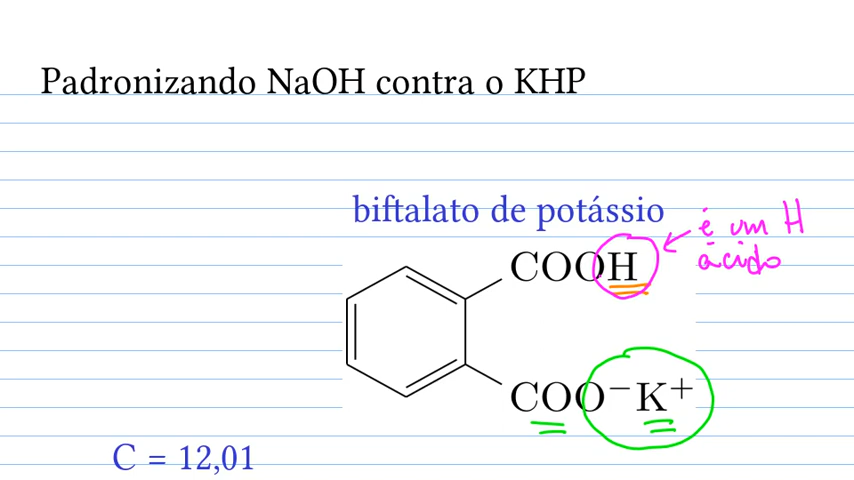 Padronizando NaOH contra o KHP
biftalato de potássio
é um H
ácido
COOH
COO⁻K⁺
C = 12,01